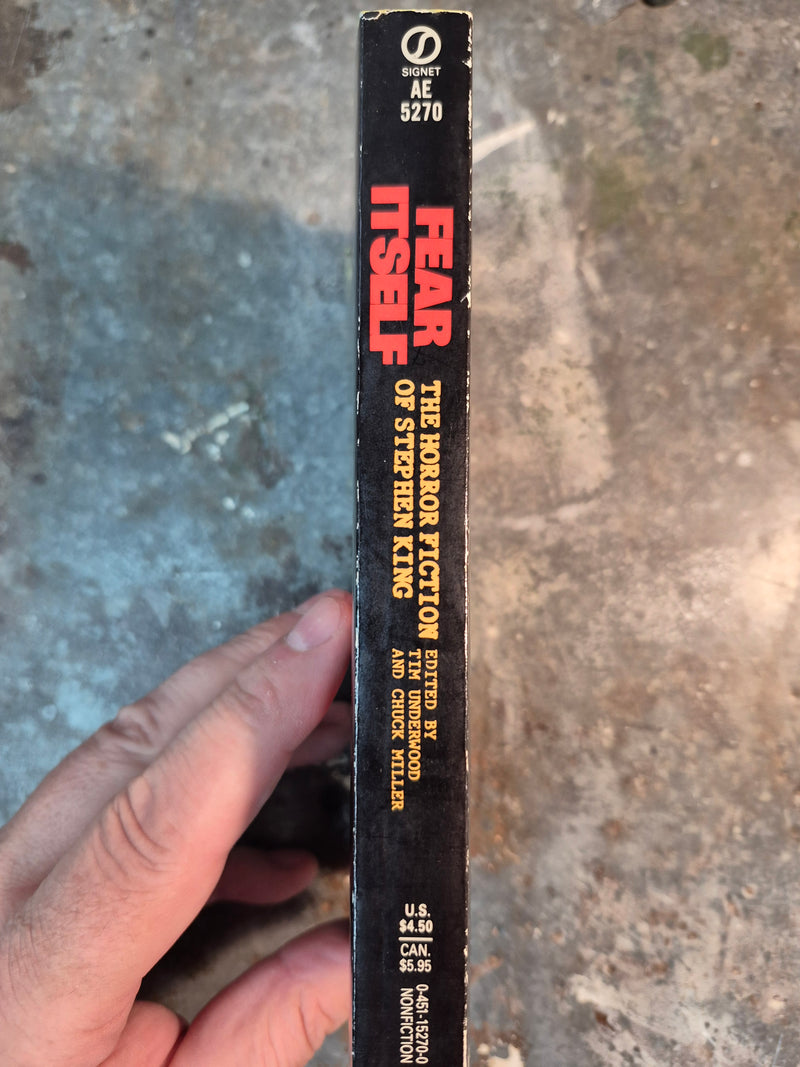 SIGNET
AE
5270
FEAR
ITSELF
THE HORROR FICTION
OF STEPHEN KING
EDITED BY
TIM UNDERWOOD
AND CHUCK MILLER
U.S.
$4.50
CAN.
$5.95
0-451-15270-0
NONFICTION